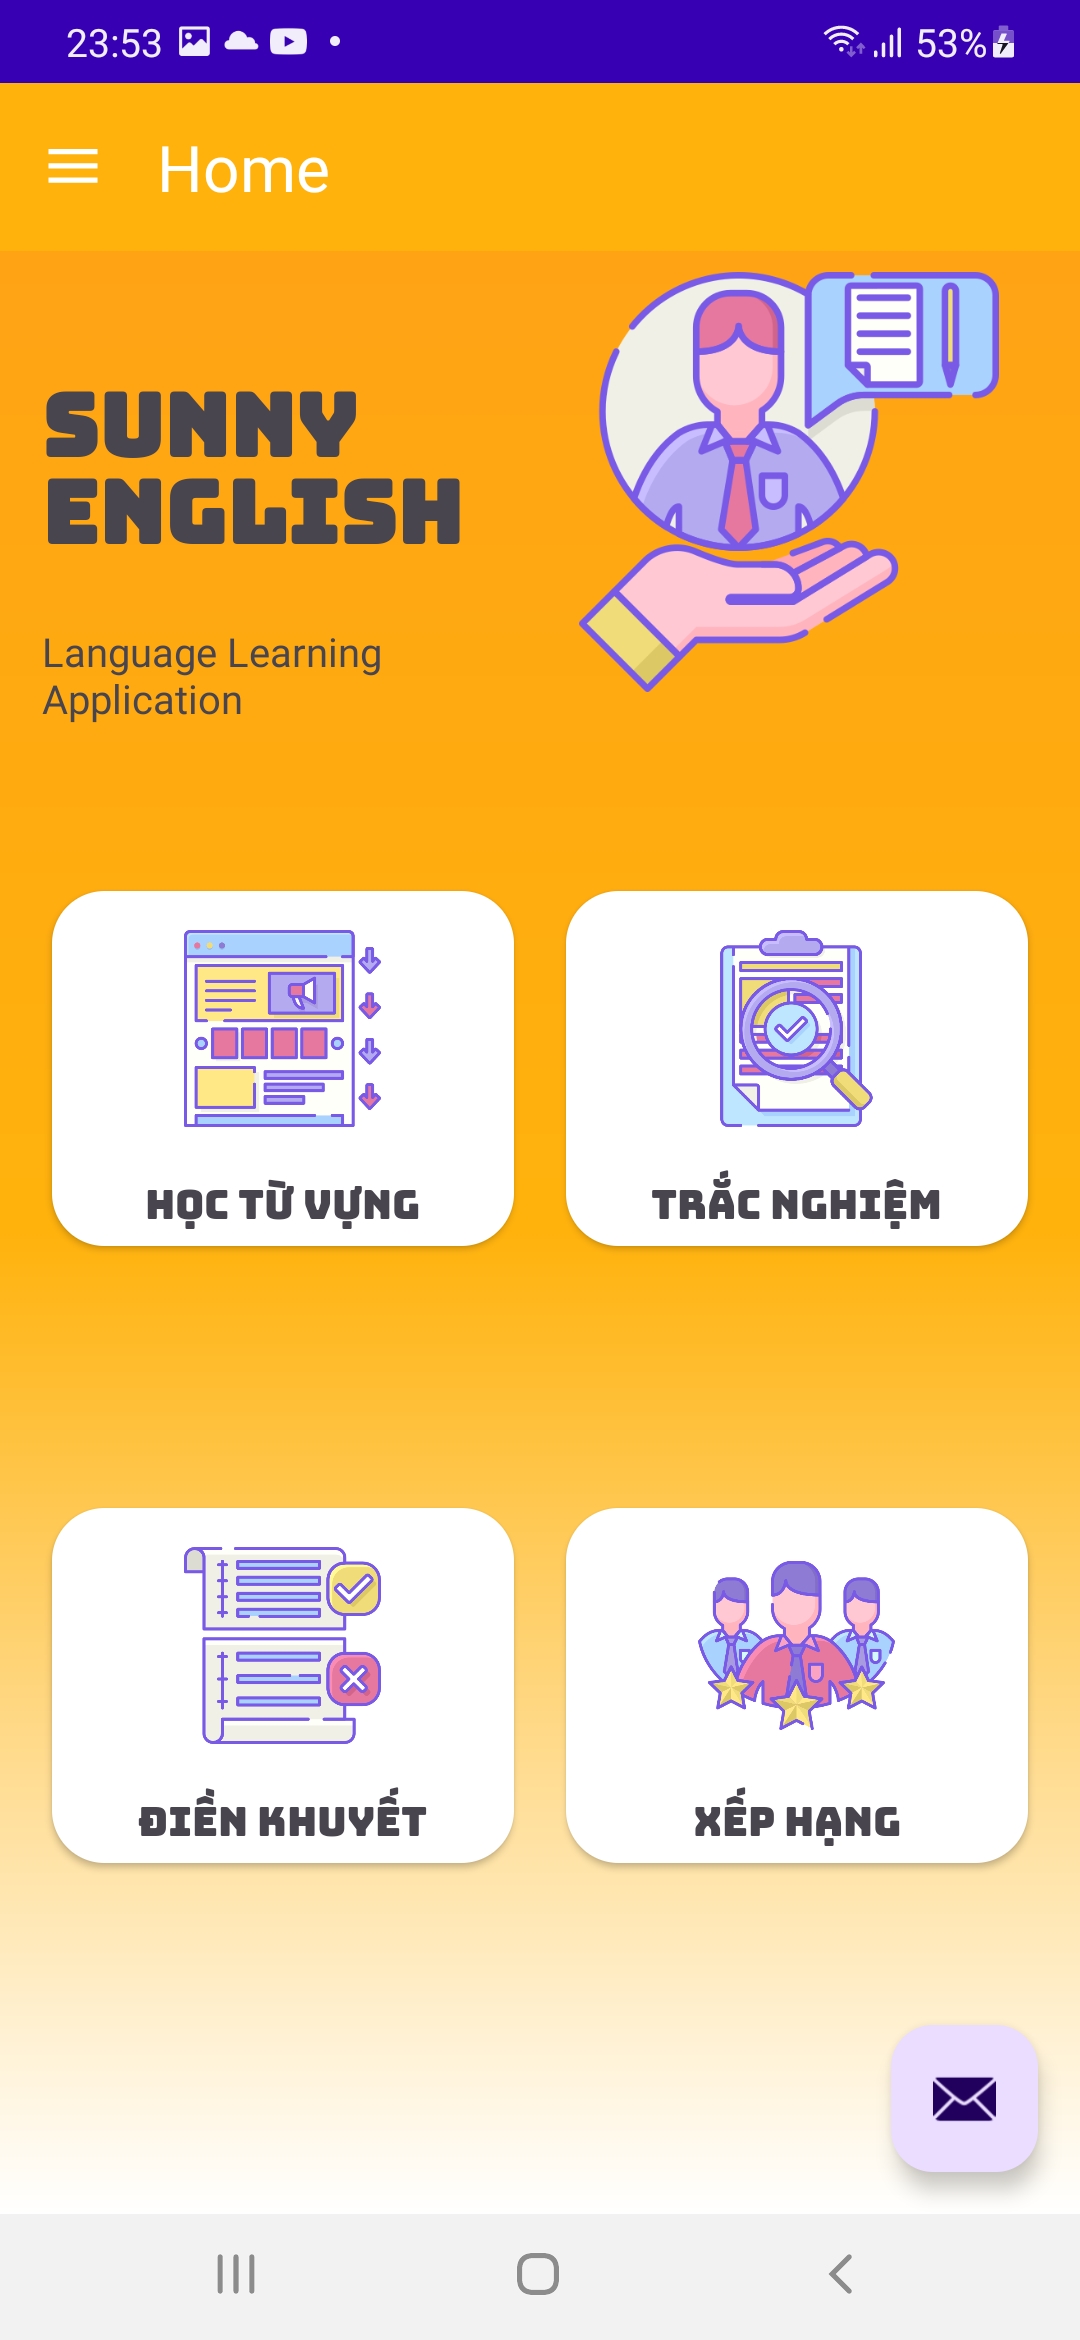 23:53
53%
Home
SUNNY
ENGLISH
Language Learning
Application
HỌC TỪ VỰNG
TRẮC NGHIỆM
ĐIỀN KHUYẾT
XẾP HẠNG